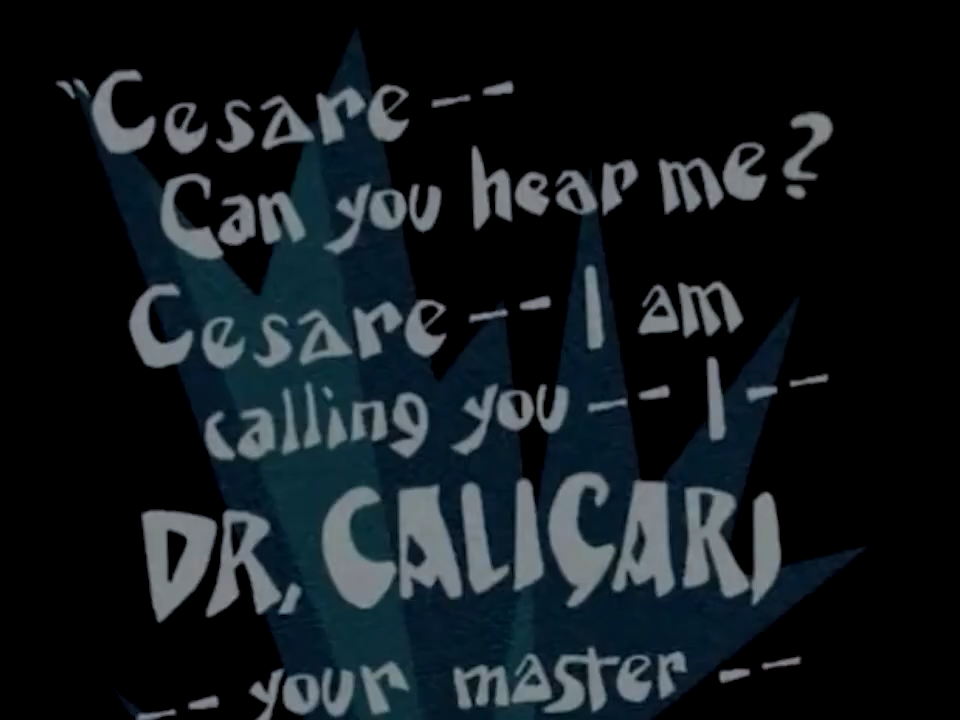 "Cesare --
Can you hear me?
Cesare -- I am
calling you -- I --
DR. CALIGARI
-- your master --